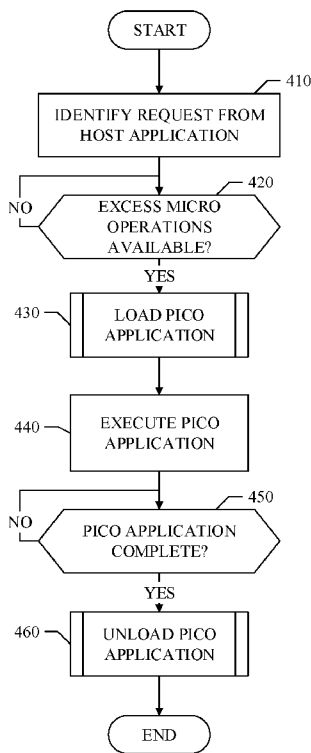 START
410
IDENTIFY REQUEST FROM
HOST APPLICATION
420
NO
EXCESS MICRO
OPERATIONS
AVAILABLE?
YES
430
LOAD PICO
APPLICATION
440
EXECUTE PICO
APPLICATION
450
NO
PICO APPLICATION
COMPLETE?
YES
460
UNLOAD PICO
APPLICATION
END